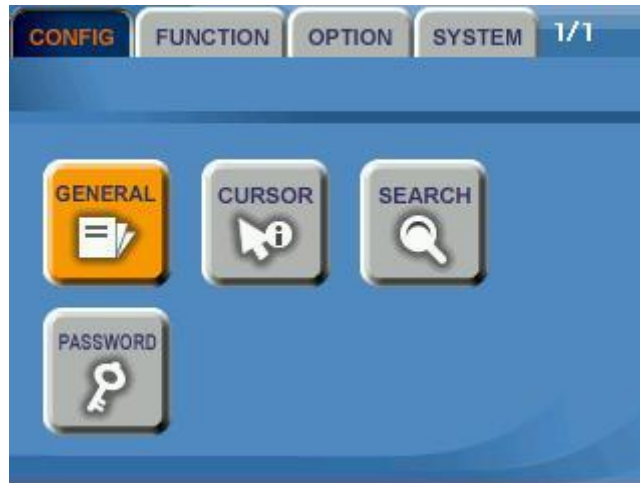 CONFIG FUNCTION OPTION SYSTEM 1/1
GENERAL CURSOR i SEARCH
PASSWORD